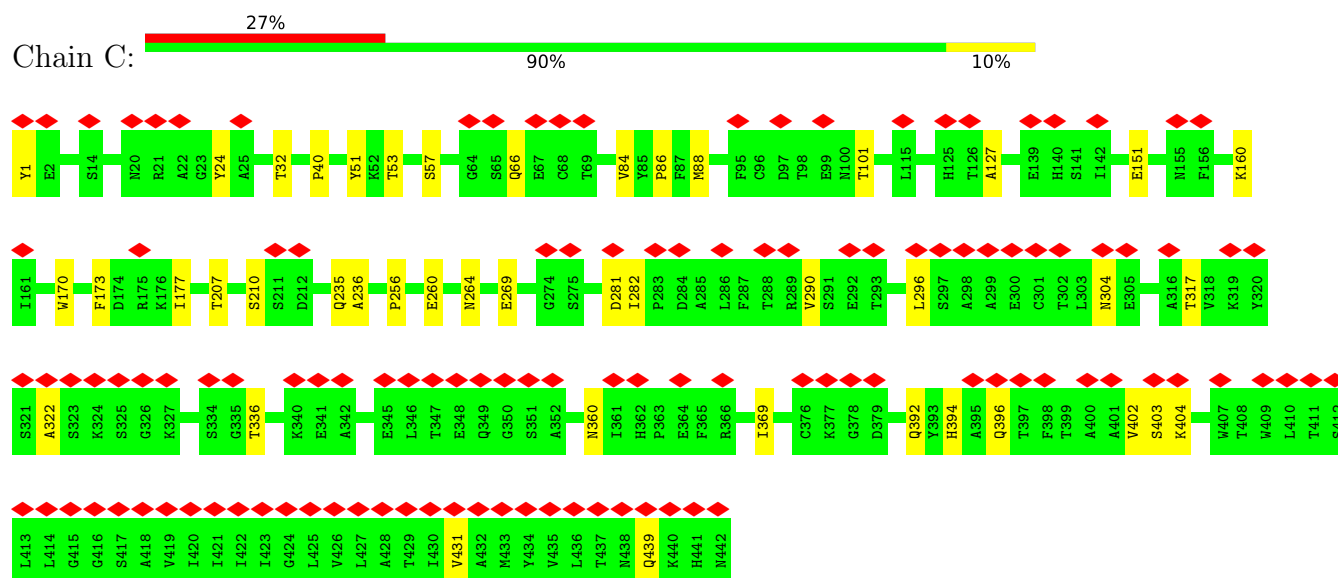 27%
Chain C:
90% 10%
Y1 E2 S14 N20 R21 A22 G23 Y24 A25 T32 P40 Y51 K52 T53 S57 G64 S65 Q66 E67 C68 T69 V84 Y85 P86 F87 M88 F95 C96 D97 T98 E99 N100 T101 L115 H125 T126 A127 E139 H140 S141 I142 E151 N155 F156 K160
I161 W170 F173 D174 R175 K176 I177 T207 S210 S211 D212 Q235 A236 P256 E260 N264 E269 G274 S275 D281 I282 P283 D284 A285 L286 F287 T288 R289 V290 S291 E292 T293 L296 S297 A298 A299 E300 C301 T302 L303 N304 E305 A316 T317 V318 K319 Y320
S321 A322 S323 K324 S325 G326 K327 S334 G335 T336 K340 E341 A342 E345 L346 T347 E348 Q349 G350 S351 A352 N360 I361 H362 P363 E364 F365 R366 I369 C376 K377 G378 D379 Q392 Y393 H394 A395 Q396 T397 F398 T399 A400 A401 V402 S403 K404 W407 T408 W409 L410 T411 S412
L413 L414 G415 G416 S417 A418 V419 I420 I421 I422 I423 G424 L425 V426 L427 A428 T429 I430 V431 A432 M433 Y434 V435 L436 T437 N438 Q439 K440 H441 N442